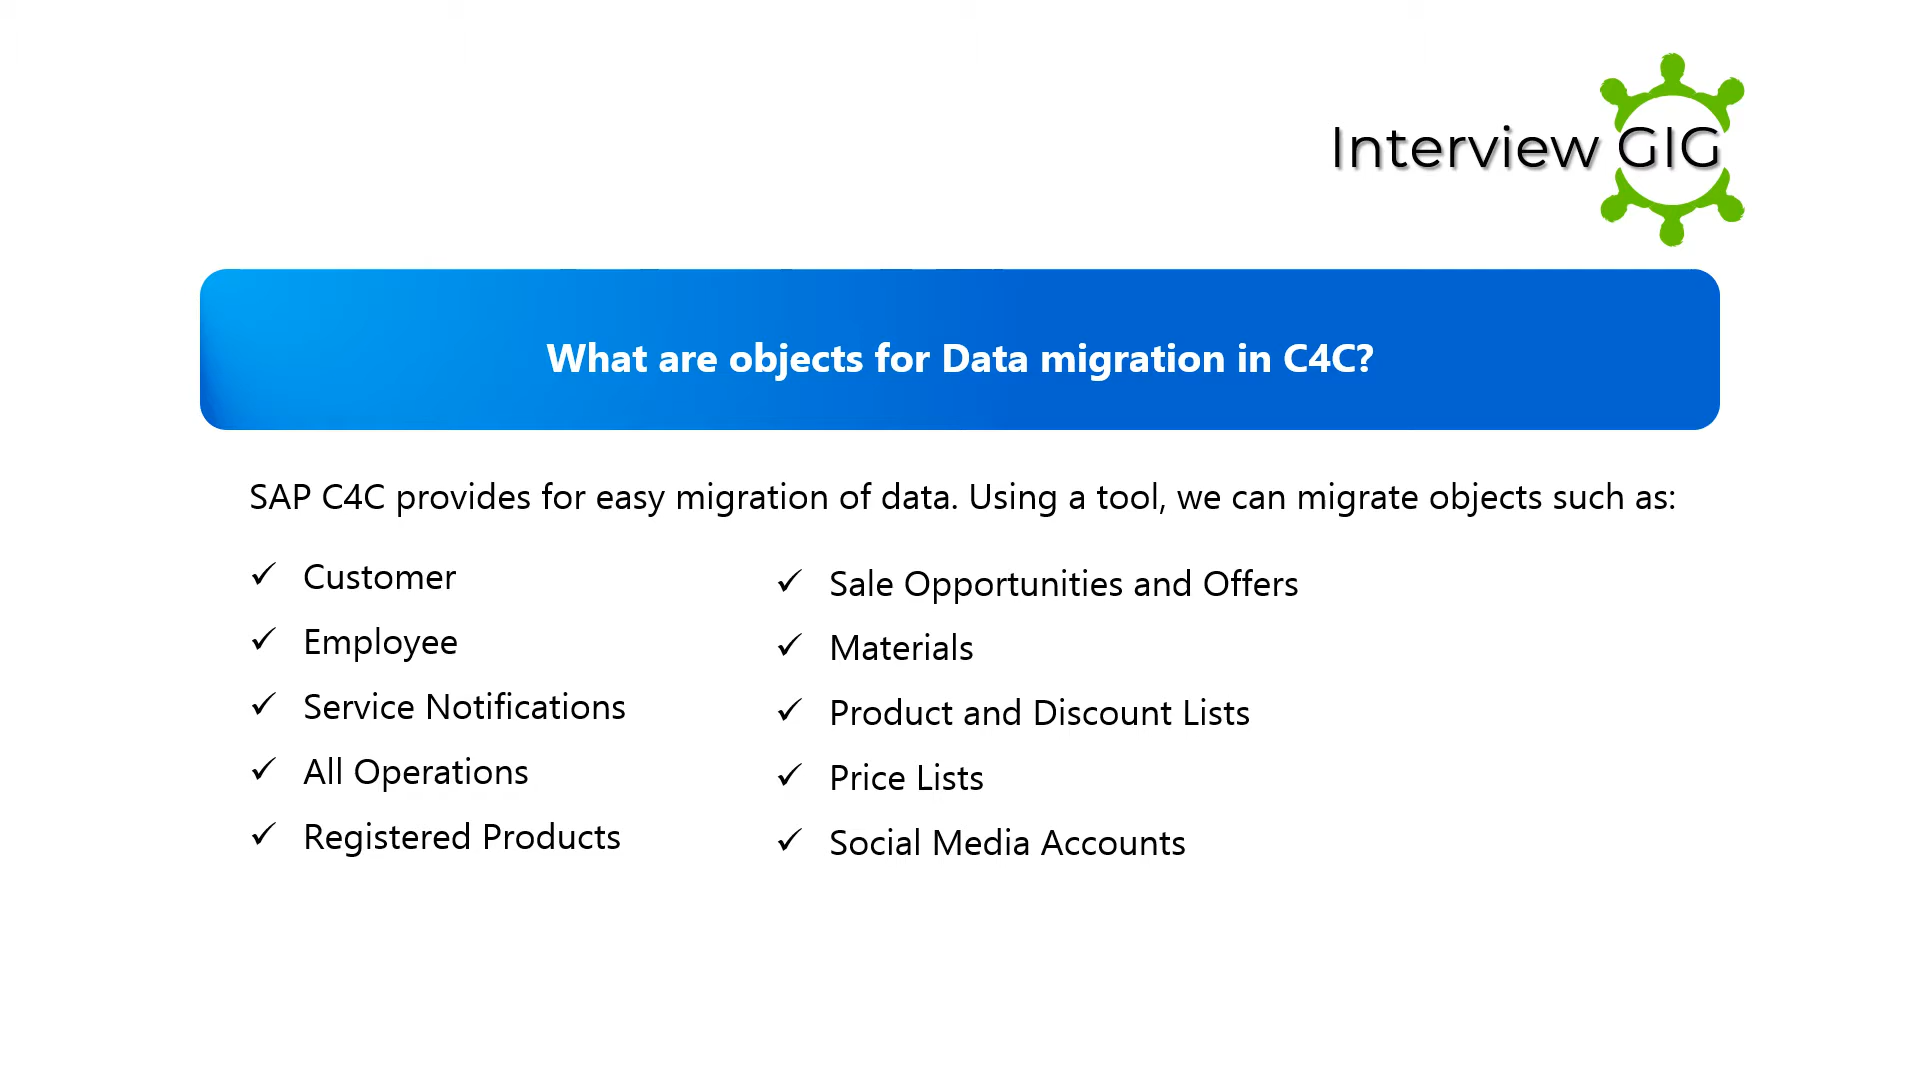 Interview GIG
What are objects for Data migration in C4C?
SAP C4C provides for easy migration of data. Using a tool, we can migrate objects such as:
Customer
Employee
Service Notifications
All Operations
Registered Products
Sale Opportunities and Offers
Materials
Product and Discount Lists
Price Lists
Social Media Accounts